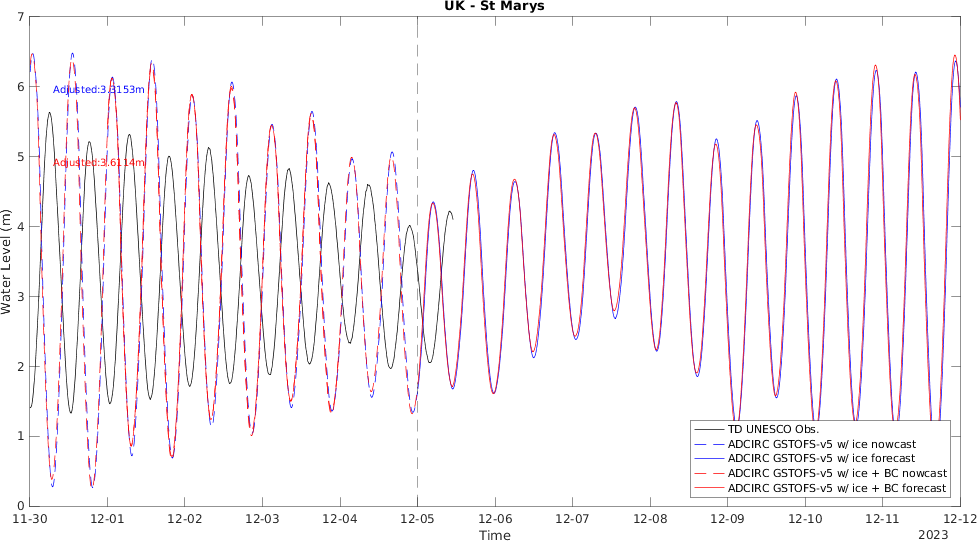 UK - St Marys
7
6
5
4
3
2
1
0
Water Level (m)
Adjusted:3.3153m
Adjusted:3.6114m
TD UNESCO Obs.
ADCIRC GSTOFS-v5 w/ ice nowcast
ADCIRC GSTOFS-v5 w/ ice forecast
ADCIRC GSTOFS-v5 w/ ice + BC nowcast
ADCIRC GSTOFS-v5 w/ ice + BC forecast
11-30 12-01 12-02 12-03 12-04 12-05 12-06 12-07 12-08 12-09 12-10 12-11 12-12
Time
2023